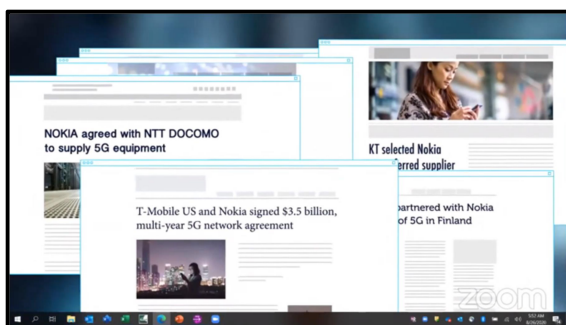 NOKIA agreed with NTT DOCOMO
to supply 5G equipment
KT selected Nokia
ferred supplier
T-Mobile US and Nokia signed $3.5 billion,
multi-year 5G network agreement
partnered with Nokia
of 5G in Finland
zoom